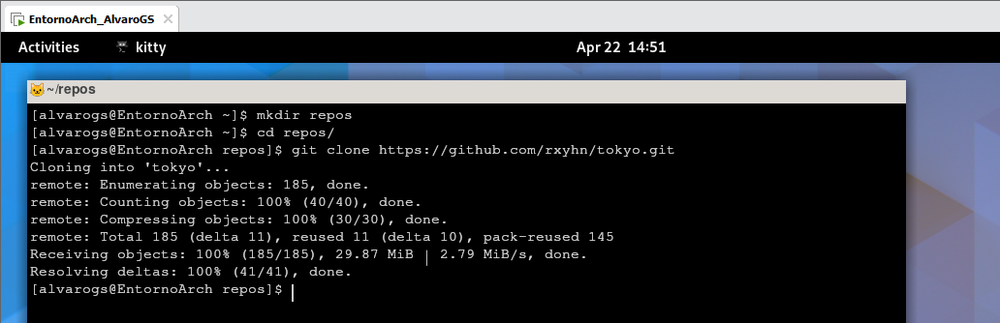 EntornoArch_AlvaroGS
Activities kitty Apr 22 14:51
~/repos
[alvarogs@EntornoArch ~]$ mkdir repos
[alvarogs@EntornoArch ~]$ cd repos/
[alvarogs@EntornoArch repos]$ git clone https://github.com/rxyhn/tokyo.git
Cloning into 'tokyo'...
remote: Enumerating objects: 185, done.
remote: Counting objects: 100% (40/40), done.
remote: Compressing objects: 100% (30/30), done.
remote: Total 185 (delta 11), reused 11 (delta 10), pack-reused 145
Receiving objects: 100% (185/185), 29.87 MiB | 2.79 MiB/s, done.
Resolving deltas: 100% (41/41), done.
[alvarogs@EntornoArch repos]$